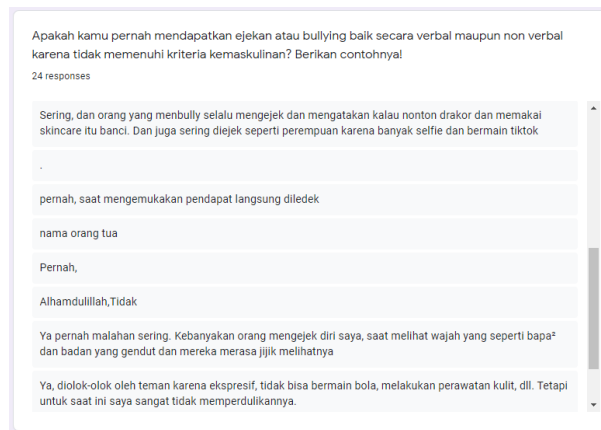 Apakah kamu pernah mendapatkan ejekan atau bullying baik secara verbal maupun non verbal
karena tidak memenuhi kriteria kemaskulinan? Berikan contohnya!
24 responses
Sering, dan orang yang menbully selalu mengejek dan mengatakan kalau nonton drakor dan memakai
skincare itu banci. Dan juga sering diejek seperti perempuan karena banyak selfie dan bermain tiktok
.
pernah, saat mengemukakan pendapat langsung diledek
nama orang tua
Pernah,
Alhamdulillah,Tidak
Ya pernah malahan sering. Kebanyakan orang mengejek diri saya, saat melihat wajah yang seperti bapa²
dan badan yang gendut dan mereka merasa jijik melihatnya
Ya, diolok-olok oleh teman karena ekspresif, tidak bisa bermain bola, melakukan perawatan kulit, dll. Tetapi
untuk saat ini saya sangat tidak memperdulikannya.